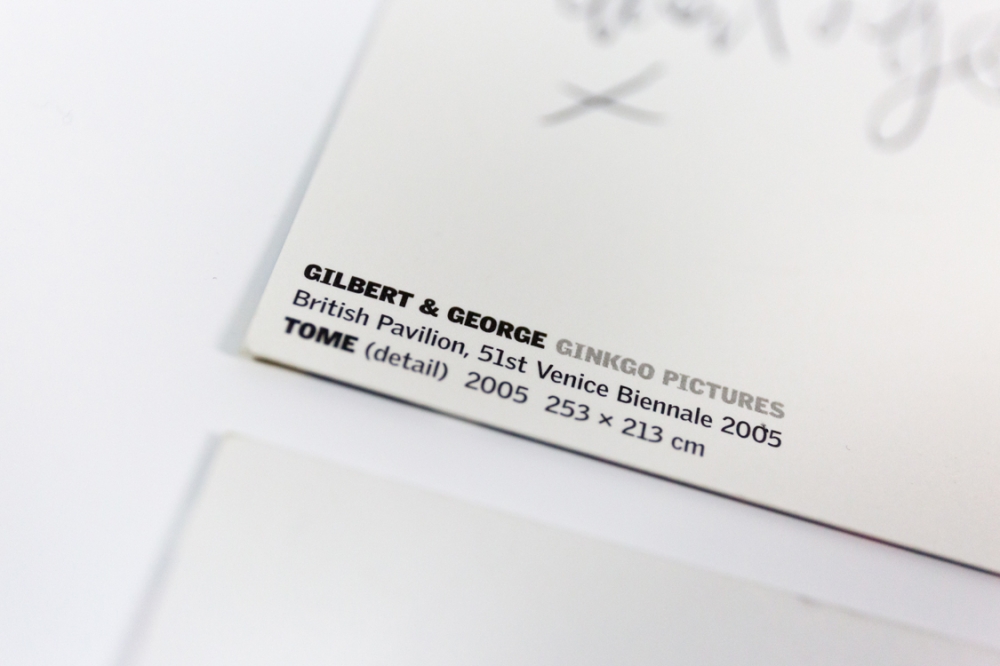 x
GILBERT & GEORGE GINKGO PICTURES
British Pavilion, 51st Venice Biennale 2005
TOME (detail) 2005 253 × 213 cm